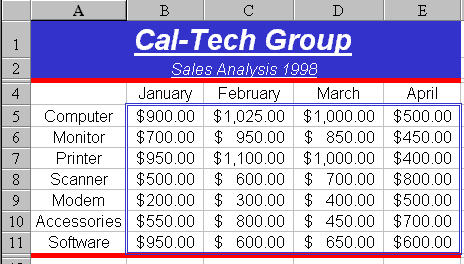 A B C D E
1 Cal-Tech Group
2 Sales Analysis 1998
4 January February March April
5 Computer $900.00 $1,025.00 $1,000.00 $500.00
6 Monitor $700.00 $ 950.00 $ 850.00 $450.00
7 Printer $950.00 $1,100.00 $1,000.00 $400.00
8 Scanner $500.00 $ 600.00 $ 700.00 $800.00
9 Modem $200.00 $ 300.00 $ 400.00 $500.00
10 Accessories $550.00 $ 800.00 $ 450.00 $700.00
11 Software $950.00 $ 600.00 $ 650.00 $600.00